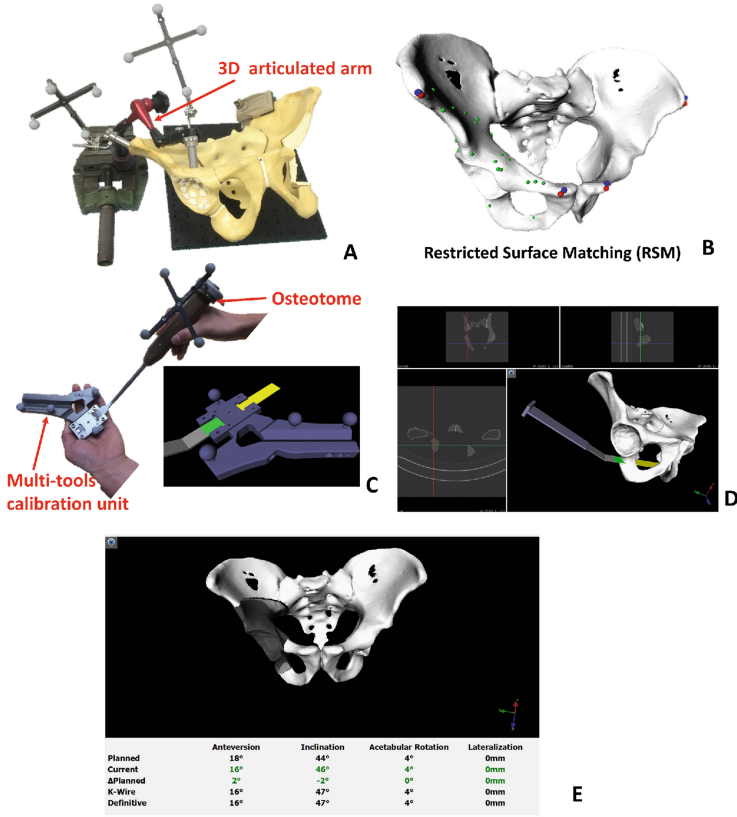 3D articulated arm
A
Restricted Surface Matching (RSM)
B
Osteotome
Multi-tools
calibration unit
C
D
Anteversion Inclination Acetabular Rotation Lateralization
Planned 18° 44° 4° 0mm
Current 16° 46° 4° 0mm
ΔPlanned 2° -2° 0° 0mm
K-Wire 16° 47° 4° 0mm
Definitive 16° 47° 4° 0mm
E